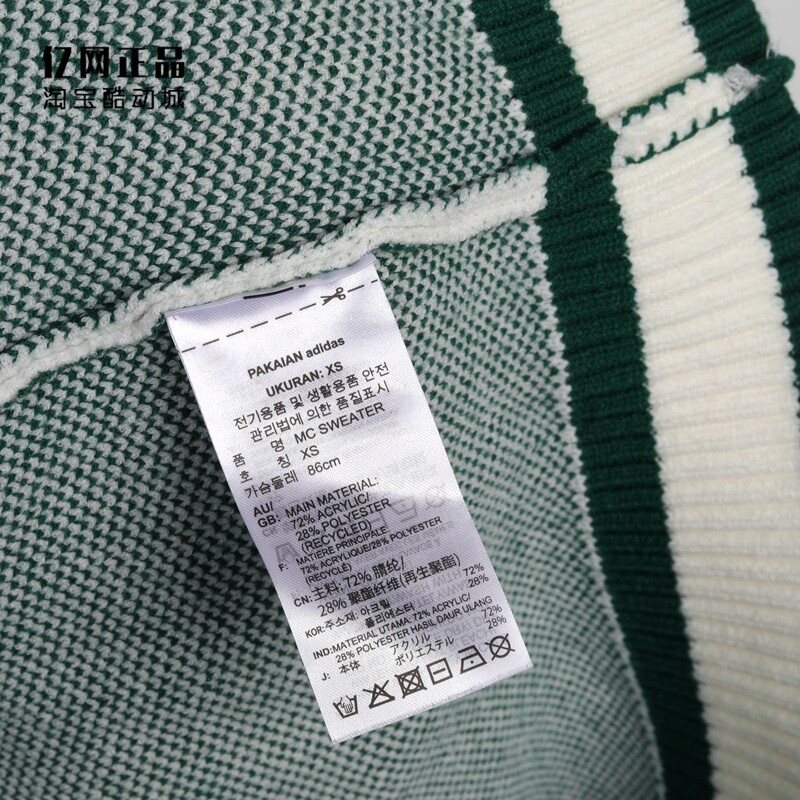 亿网正品
淘宝酷动城
PAKAIAN adidas
UKURAN: XS
전기용품 및 생활용품 안전
관리법에 의한 품질표시
품 명 MC SWEATER
호 칭 XS
가슴둘레 86cm
AU/
GB: MAIN MATERIAL:
72% ACRYLIC/
28% POLYESTER
(RECYCLED)
F: MATIERE PRINCIPALE:
72% ACRYLIQUE/28% POLYESTER
(RECYCLÉ)
CN: 主料: 72% 腈纶/
28% 聚酯纤维(再生聚酯)
KOR: 주소재: 아크릴 72%
폴리에스터 28%
IND: MATERIAL UTAMA: 72% ACRYLIC/
28% POLYESTER HASIL DAUR ULANG
J: 本体 アクリル 72%
ポリエステル 28%